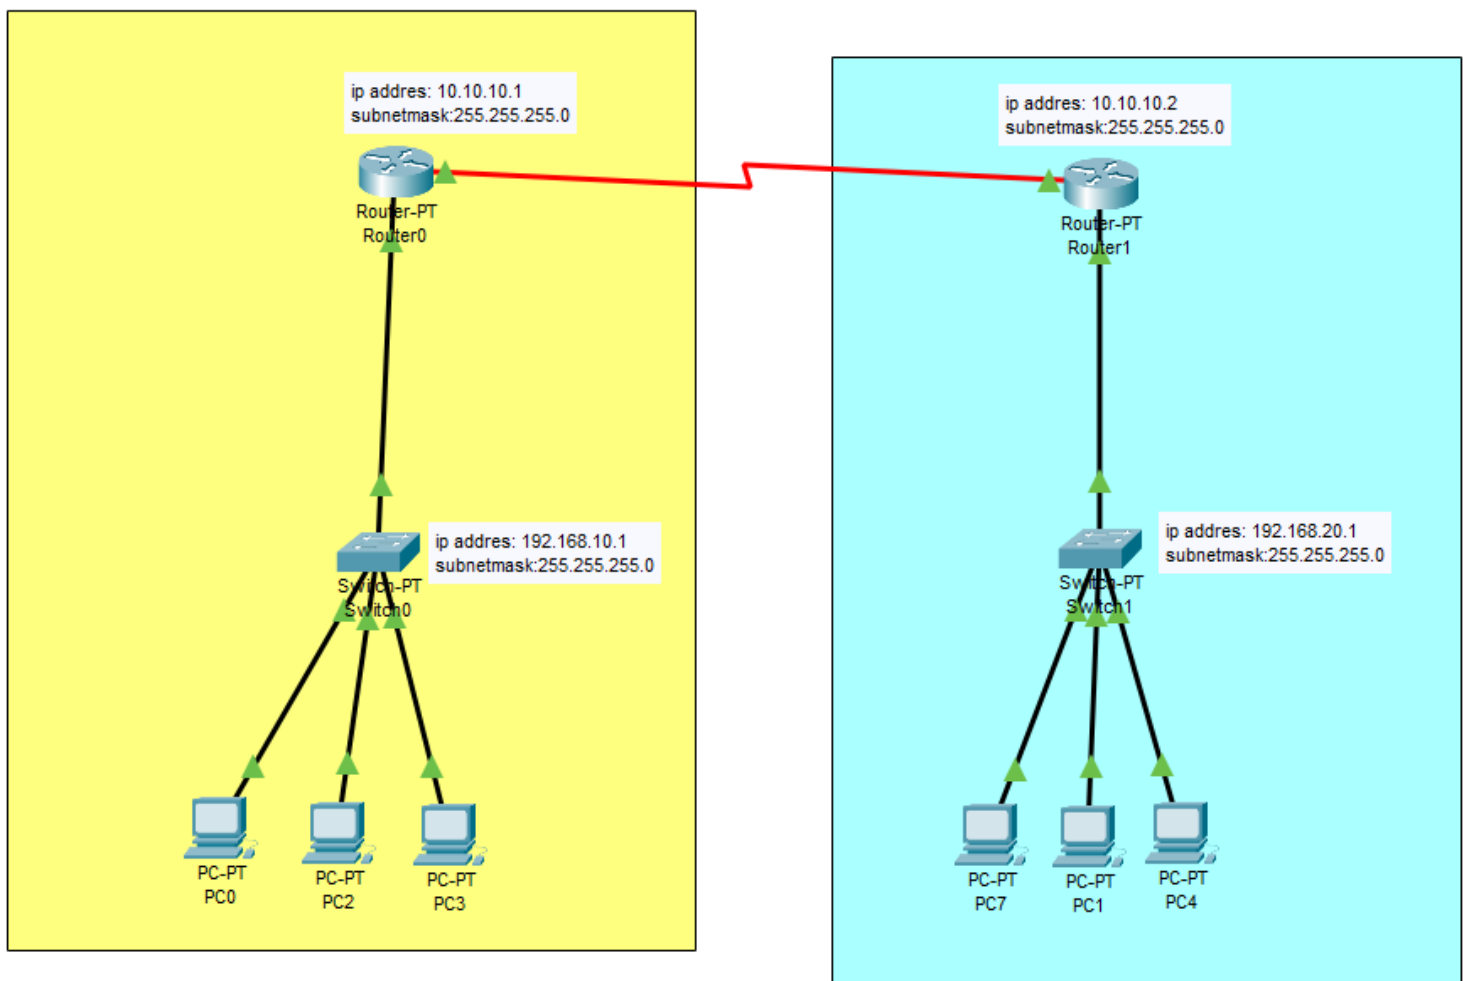 ip addres: 10.10.10.1
subnetmask:255.255.255.0
Router-PT
Router0
ip addres: 10.10.10.2
subnetmask:255.255.255.0
Router-PT
Router1
ip addres: 192.168.10.1
subnetmask:255.255.255.0
Switch-PT
Switch0
ip addres: 192.168.20.1
subnetmask:255.255.255.0
Switch-PT
Switch1
PC-PT
PC0
PC-PT
PC2
PC-PT
PC3
PC-PT
PC7
PC-PT
PC1
PC-PT
PC4